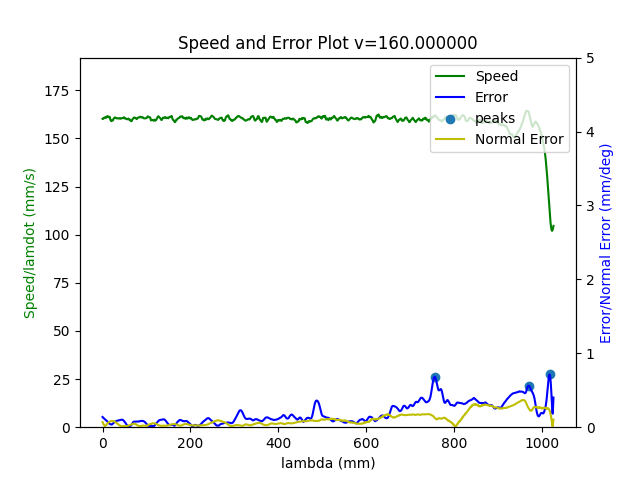 Speed and Error Plot v=160.000000
Speed
Error
peaks
Normal Error
175
150
125
100
75
50
25
0
5
4
3
2
1
0
0 200 400 600 800 1000
lambda (mm)
Speed/lamdot (mm/s)
Error/Normal Error (mm/deg)